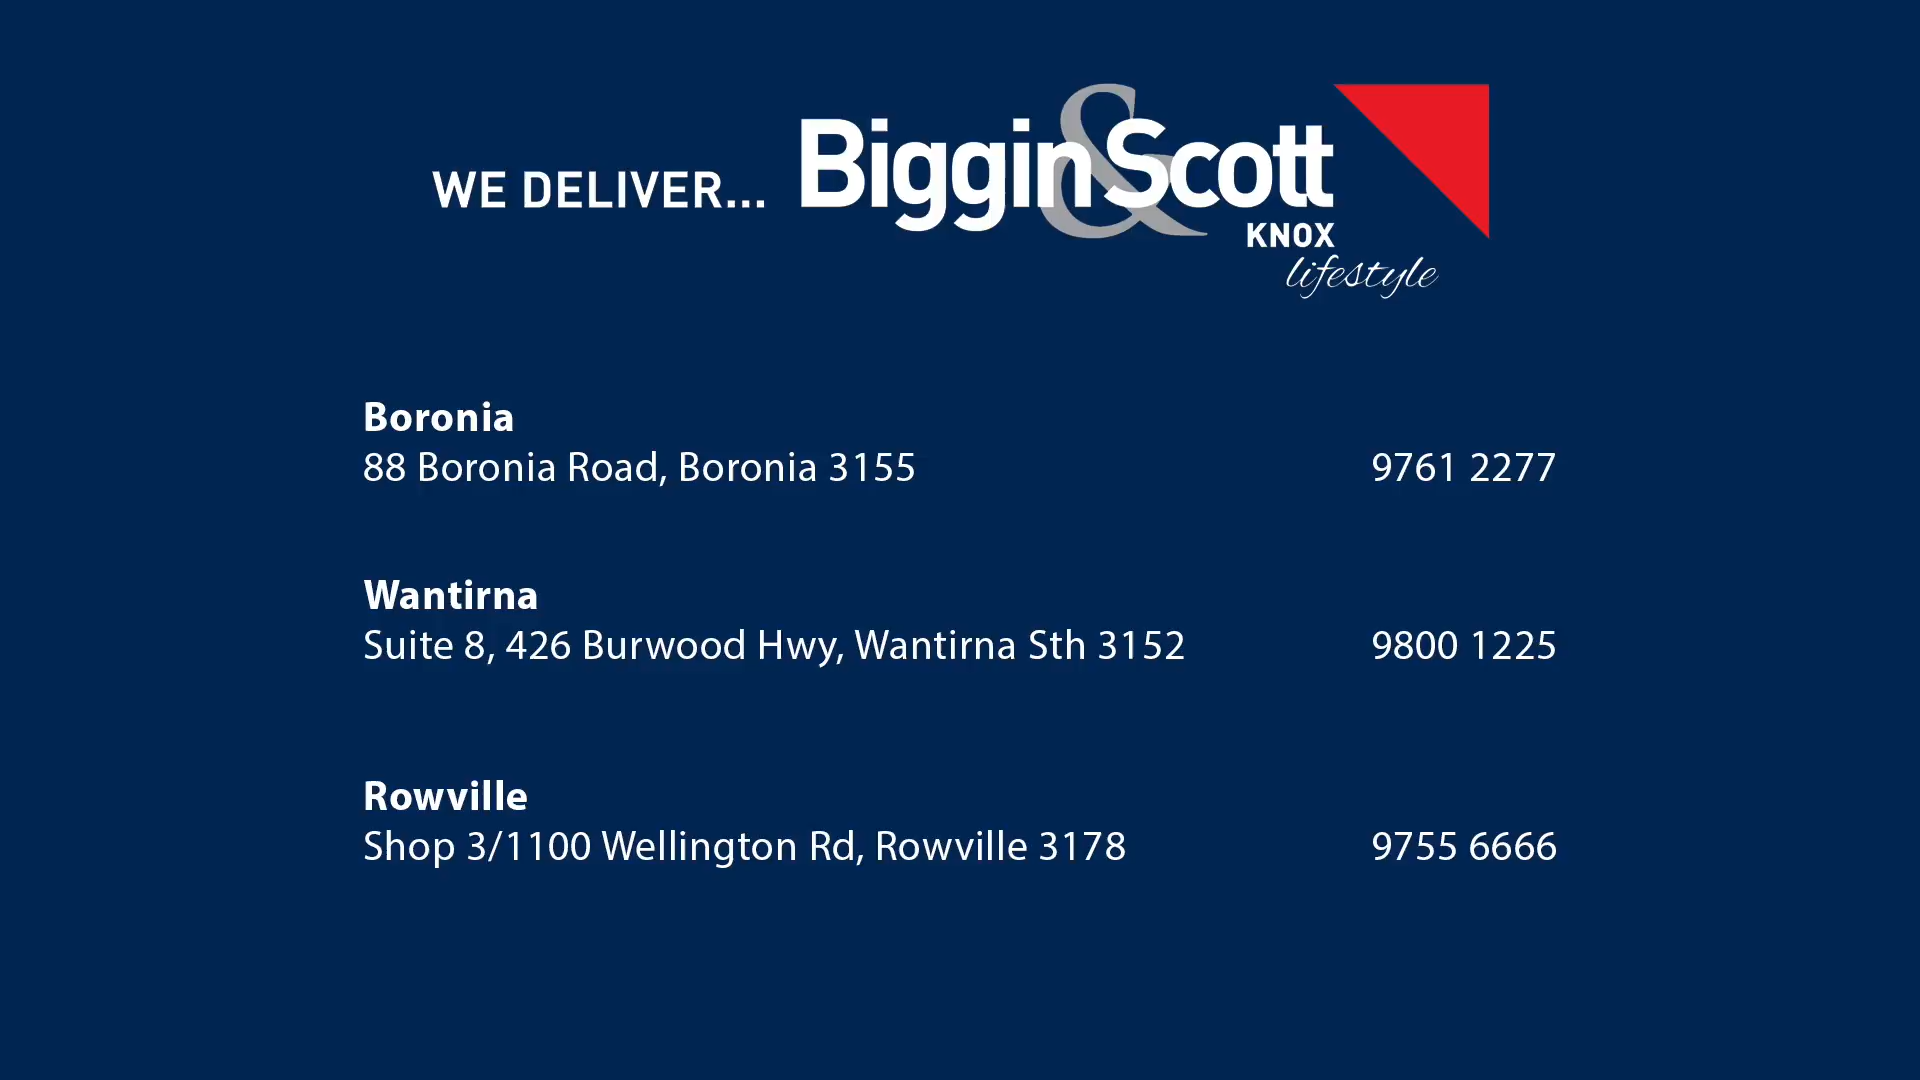 WE DELIVER... Biggin&Scott
KNOX
lifestyle
Boronia
88 Boronia Road, Boronia 3155 9761 2277
Wantirna
Suite 8, 426 Burwood Hwy, Wantirna Sth 3152 9800 1225
Rowville
Shop 3/1100 Wellington Rd, Rowville 3178 9755 6666